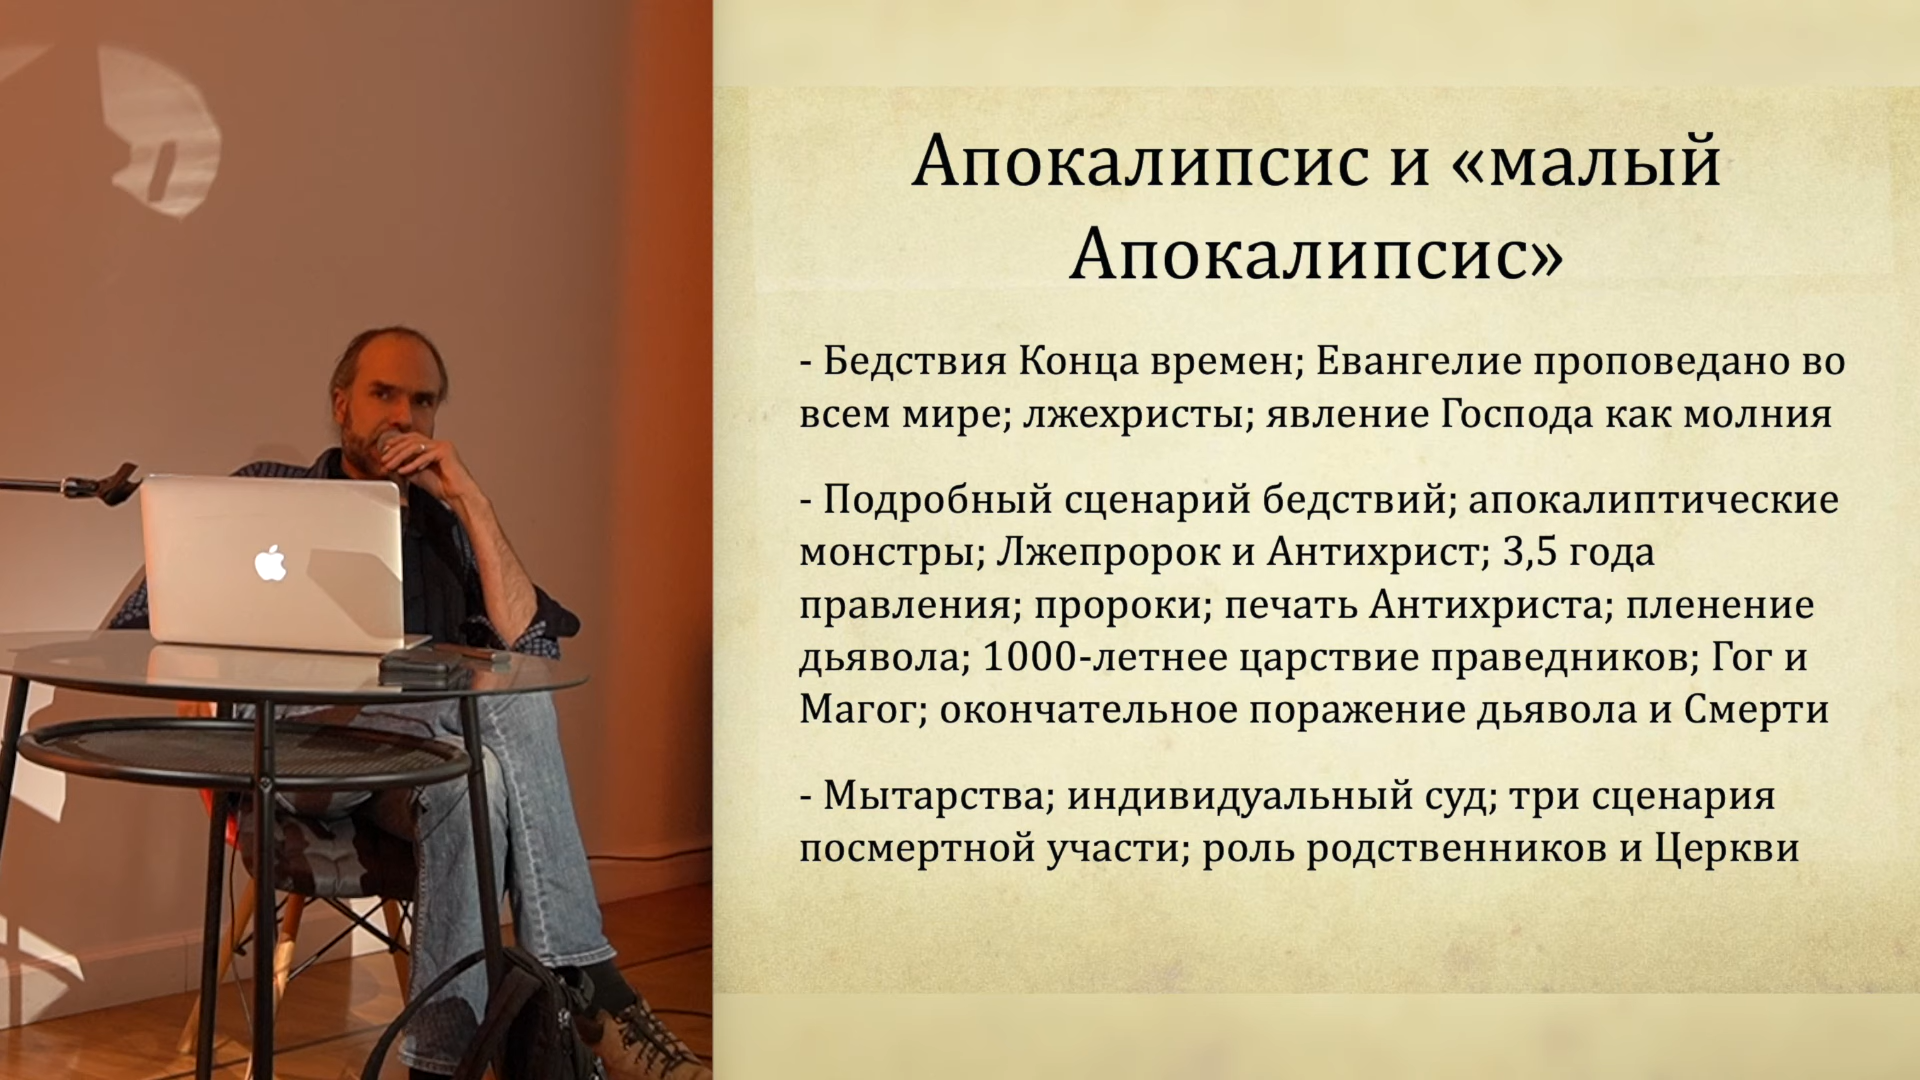 Апокалипсис и «малый
Апокалипсис»
- Бедствия Конца времен; Евангелие проповедано во
всем мире; лжехристы; явление Господа как молния
- Подробный сценарий бедствий; апокалиптические
монстры; Лжепророк и Антихрист; 3,5 года
правления; пророки; печать Антихриста; пленение
дьявола; 1000-летнее царствие праведников; Гог и
Магог; окончательное поражение дьявола и Смерти
- Мытарства; индивидуальный суд; три сценария
посмертной участи; роль родственников и Церкви